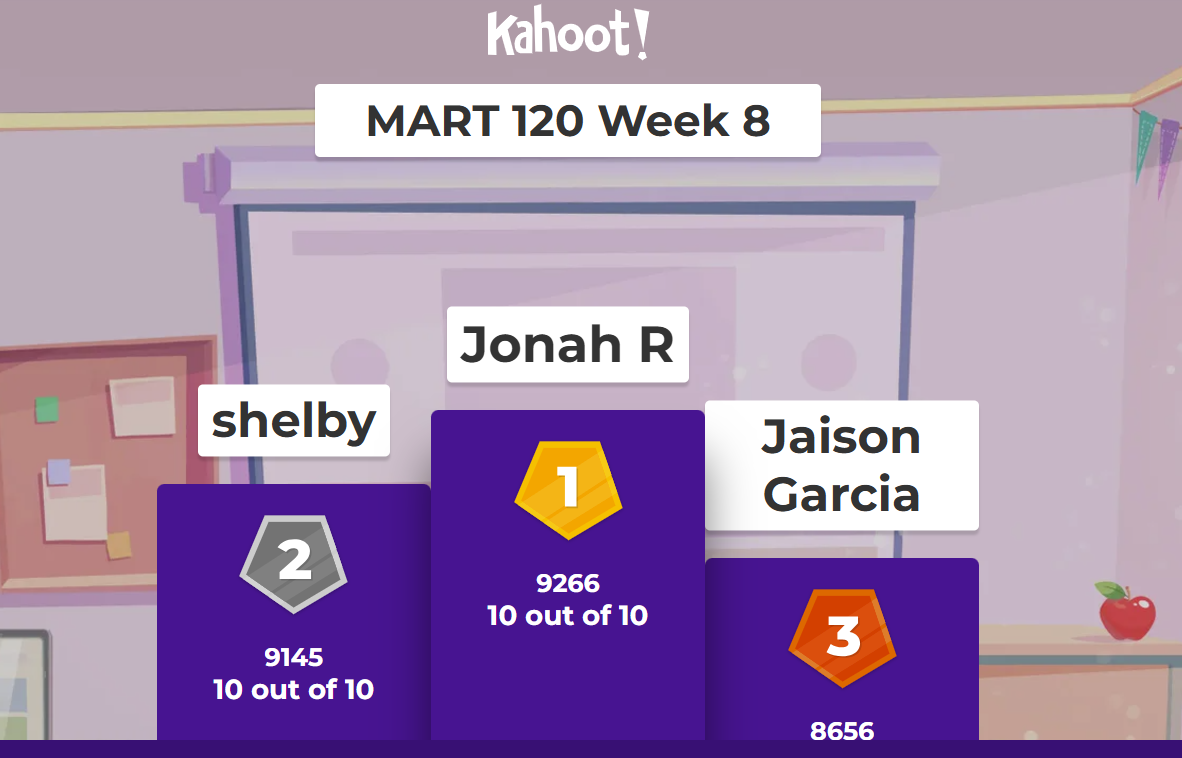 Kahoot!
MART 120 Week 8
Jonah R
shelby
Jaison
Garcia
1
9266
10 out of 10
2
9145
10 out of 10
3
8656